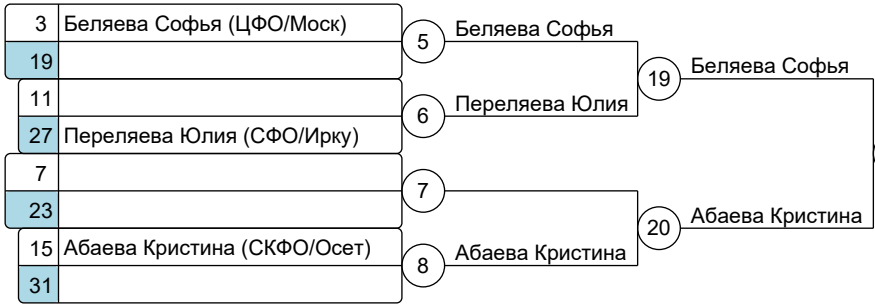 3 Беляева Софья (ЦФО/Моск)
19
5 Беляева Софья
11
27 Переляева Юлия (СФО/Ирку)
6 Переляева Юлия
19 Беляева Софья
7
23
7
15 Абаева Кристина (СКФО/Осет)
31
8 Абаева Кристина
20 Абаева Кристина